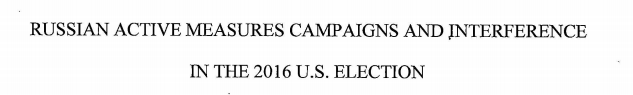 RUSSIAN ACTIVE MEASURES CAMPAIGNS AND INTERFERENCE
IN THE 2016 U.S. ELECTION